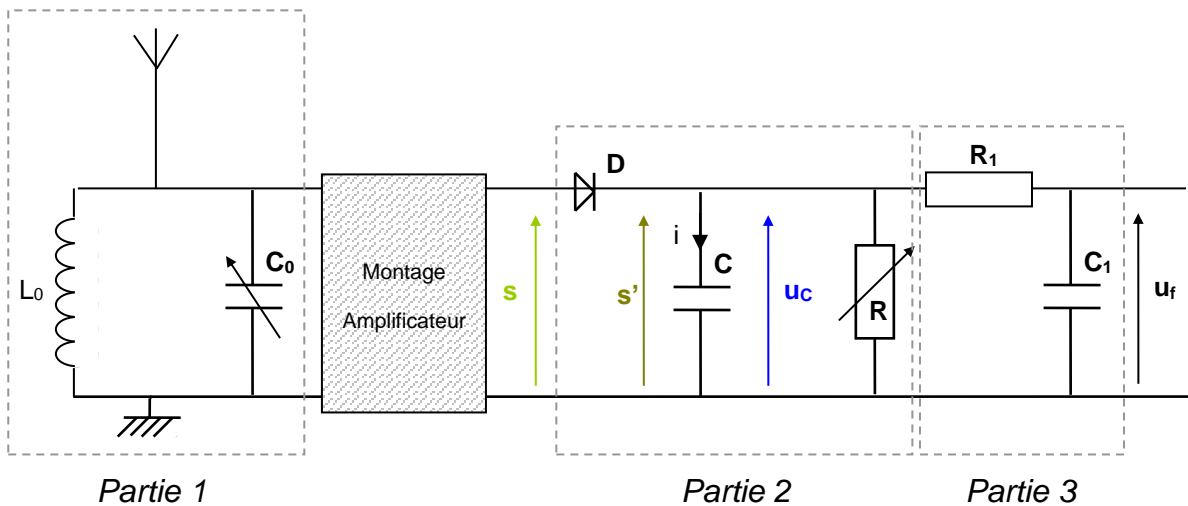 D
R₁
i
C₀
C
C₁
L₀
Montage
Amplificateur
s
s’
u_C
R
u_f
Partie 1
Partie 2
Partie 3